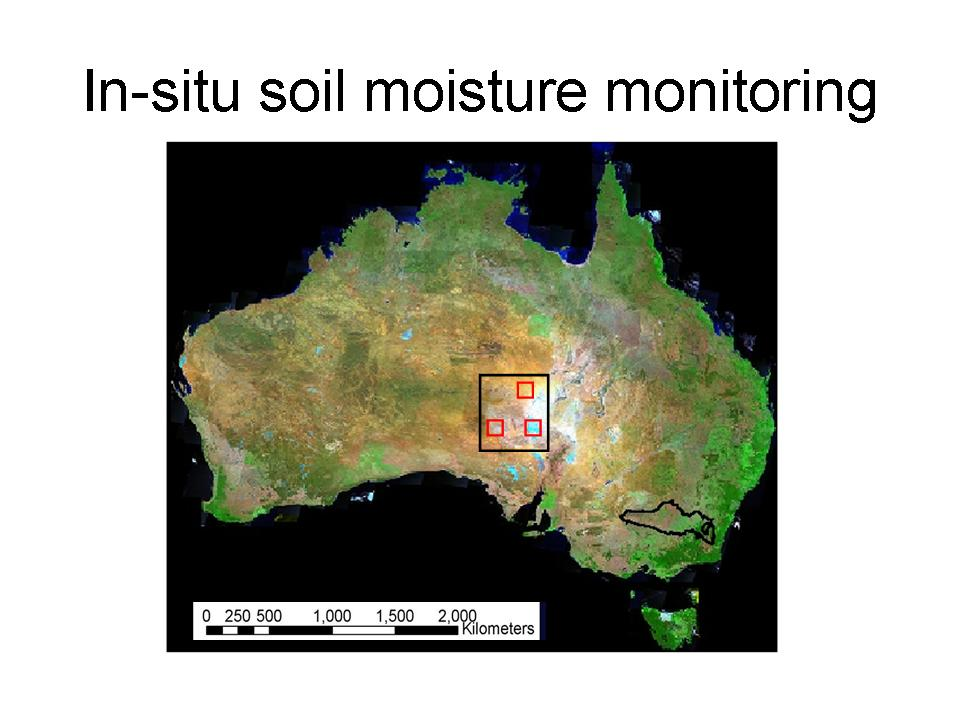 In-situ soil moisture monitoring
0 250 500 1,000 1,500 2,000
Kilometers